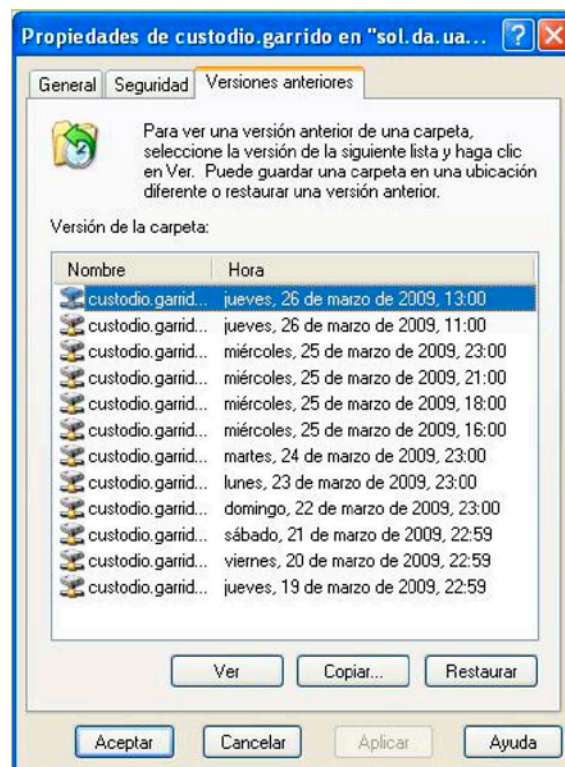 Propiedades de custodio.garrido en "sol.da.ua...
General Seguridad Versiones anteriores
Para ver una versión anterior de una carpeta,
seleccione la versión de la siguiente lista y haga clic
en Ver. Puede guardar una carpeta en una ubicación
diferente o restaurar una versión anterior.
Versión de la carpeta:
Nombre Hora
custodio.garrid... jueves, 26 de marzo de 2009, 13:00
custodio.garrid... jueves, 26 de marzo de 2009, 11:00
custodio.garrid... miércoles, 25 de marzo de 2009, 23:00
custodio.garrid... miércoles, 25 de marzo de 2009, 21:00
custodio.garrid... miércoles, 25 de marzo de 2009, 18:00
custodio.garrid... miércoles, 25 de marzo de 2009, 16:00
custodio.garrid... martes, 24 de marzo de 2009, 23:00
custodio.garrid... lunes, 23 de marzo de 2009, 23:00
custodio.garrid... domingo, 22 de marzo de 2009, 23:00
custodio.garrid... sábado, 21 de marzo de 2009, 22:59
custodio.garrid... viernes, 20 de marzo de 2009, 22:59
custodio.garrid... jueves, 19 de marzo de 2009, 22:59
Ver Copiar... Restaurar
Aceptar Cancelar Aplicar Ayuda